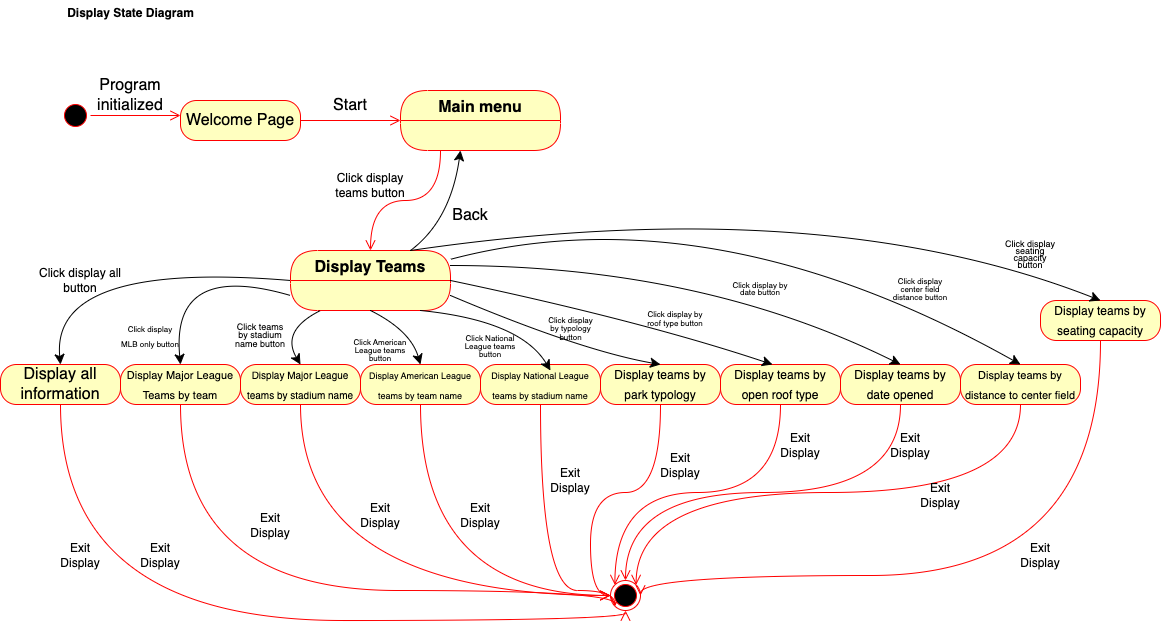 Display State Diagram
Program
initialized
Welcome Page
Start
Main menu
Click display
teams button
Back
Display Teams
Click display all
button
Click display
MLB only button
Click teams
by stadium
name button
Click American
League teams
button
Click National
League teams
button
Click display
by typology
button
Click display by
roof type button
Click display by
date button
Click display
center field
distance button
Click display
seating
capacity
button
Display teams by
seating capacity
Display all
information
Display Major League
Teams by team
Display Major League
teams by stadium name
Display American League
teams by team name
Display National League
teams by stadium name
Display teams by
park typology
Display teams by
open roof type
Display teams by
date opened
Display teams by
distance to center field
Exit
Display
Exit
Display
Exit
Display
Exit
Display
Exit
Display
Exit
Display
Exit
Display
Exit
Display
Exit
Display
Exit
Display
Exit
Display